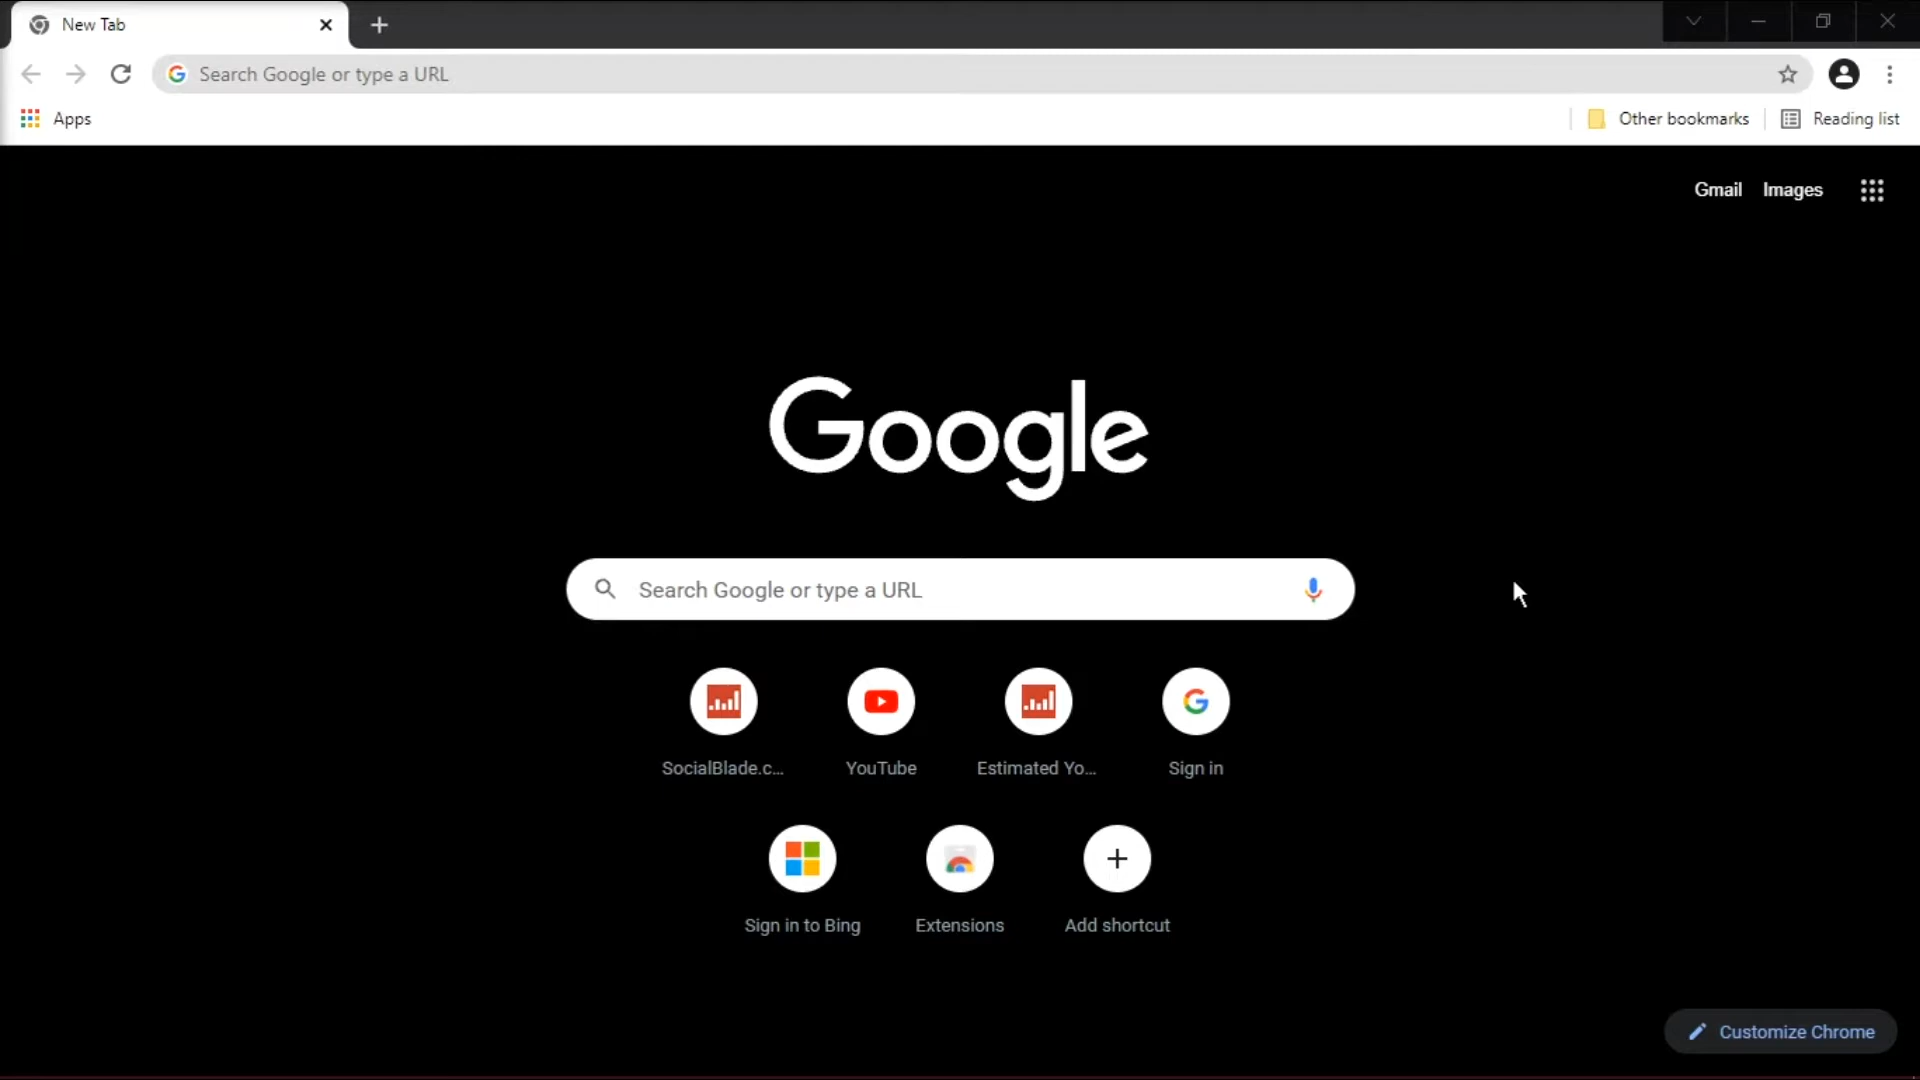 New Tab
Search Google or type a URL
Apps
Other bookmarks
Reading list
Gmail
Images
Google
Search Google or type a URL
SocialBlade.c...
YouTube
Estimated Yo...
Sign in
Sign in to Bing
Extensions
Add shortcut
Customize Chrome